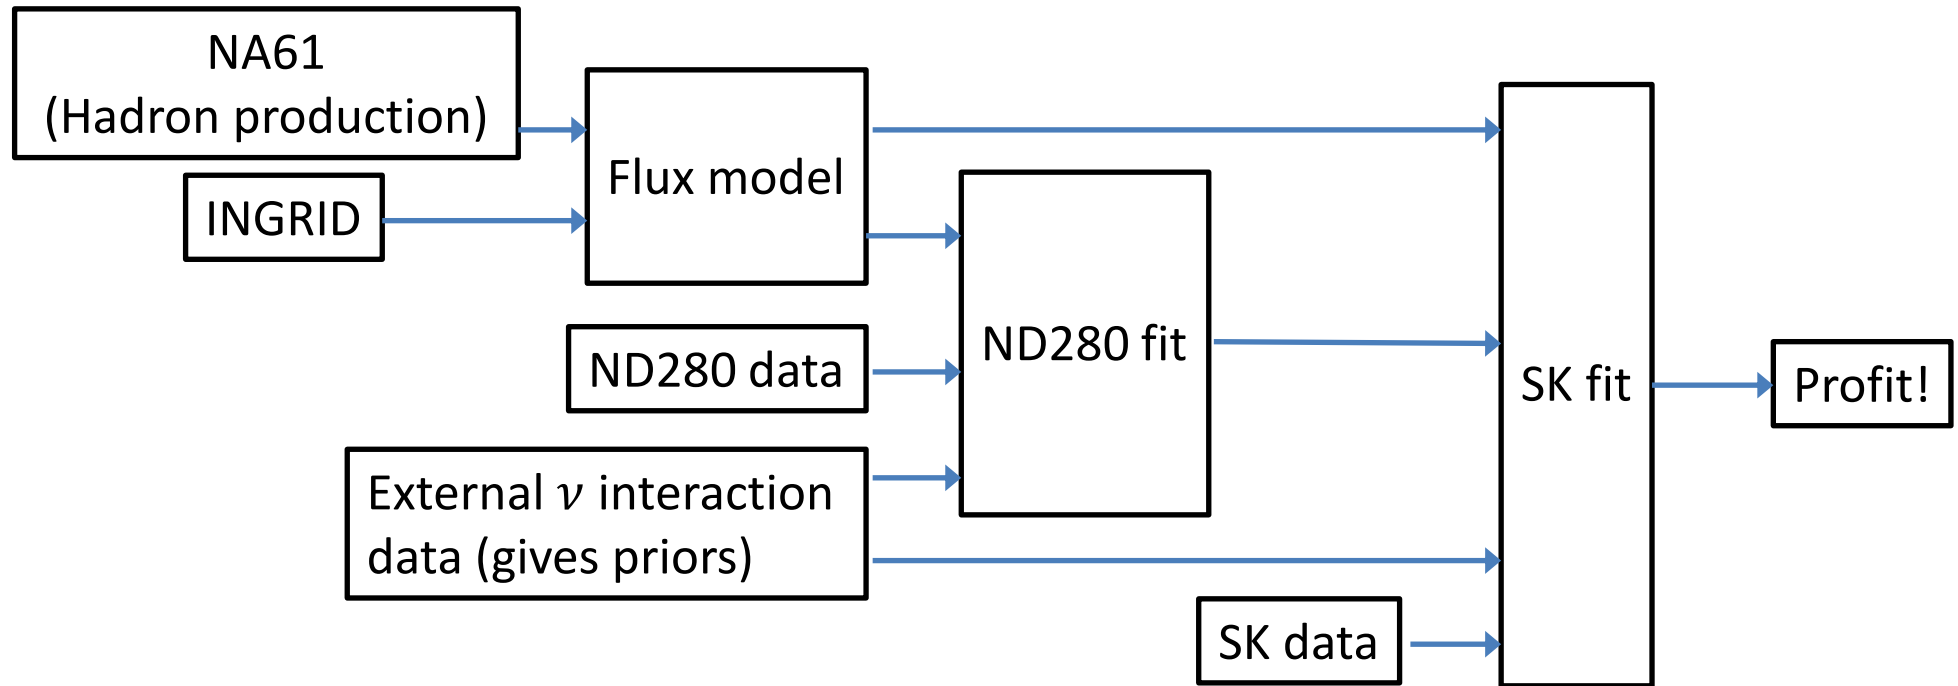 NA61
(Hadron production)
INGRID
Flux model
ND280 data
External ν interaction
data (gives priors)
ND280 fit
SK data
SK fit
Profit!